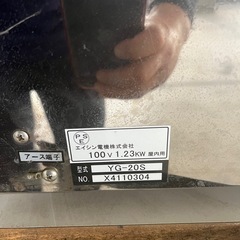 PSE
エイシン電機株式会社
100V 1.23KW 屋内用
アース端子
型式 YG-20S
NO. X4110304